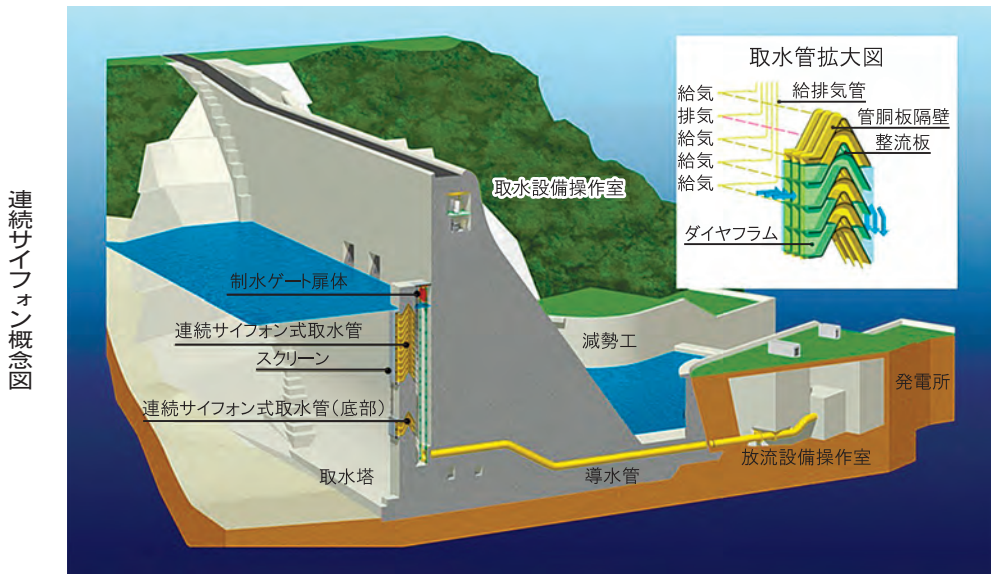 連続サイフォン概念図
取水管拡大図
給排気管
給気
排気
給気
給気
給気
管胴板隔壁
整流板
ダイヤフラム
取水設備操作室
制水ゲート扉体
連続サイフォン式取水管
スクリーン
連続サイフォン式取水管(底部)
取水塔
減勢工
発電所
放流設備操作室
導水管